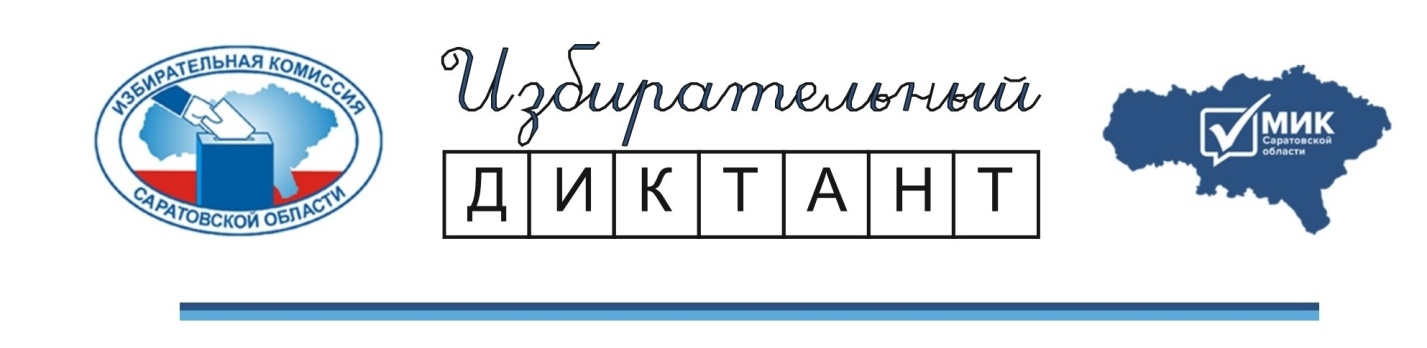 ИЗБИРАТЕЛЬНАЯ КОМИССИЯ
САРАТОВСКОЙ ОБЛАСТИ
Избирательный
ДИКТАНТ
МИК
Саратовской
области